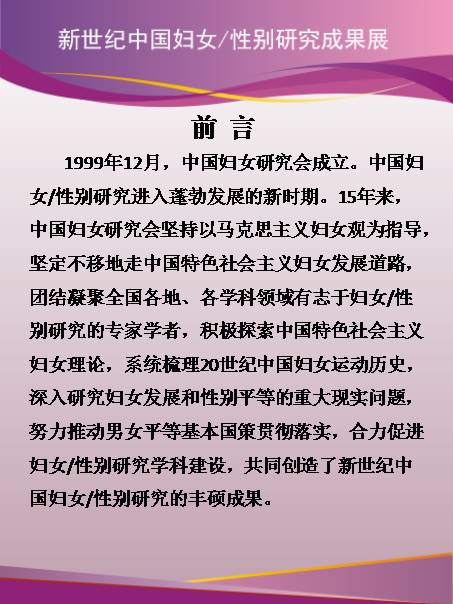 新世纪中国妇女/性别研究成果展
前 言
1999年12月，中国妇女研究会成立。中国妇
女/性别研究进入蓬勃发展的新时期。15年来，
中国妇女研究会坚持以马克思主义妇女观为指导，
坚定不移地走中国特色社会主义妇女发展道路，
团结凝聚全国各地、各学科领域有志于妇女/性
别研究的专家学者，积极探索中国特色社会主义
妇女理论，系统梳理20世纪中国妇女运动历史，
深入研究妇女发展和性别平等的重大现实问题，
努力推动男女平等基本国策贯彻落实，合力促进
妇女/性别研究学科建设，共同创造了新世纪中
国妇女/性别研究的丰硕成果。